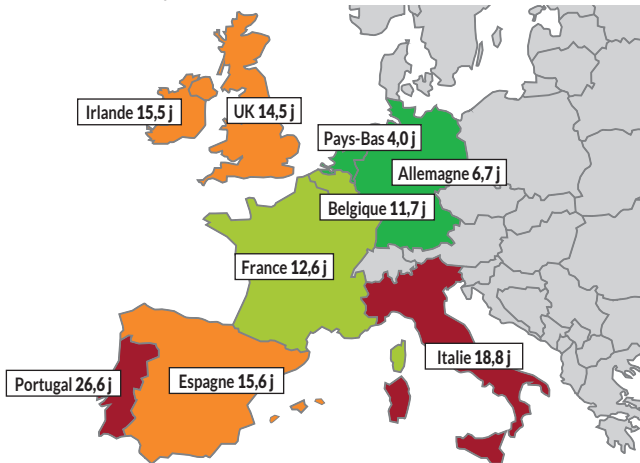 Irlande 15,5 j
UK 14,5 j
Pays-Bas 4,0 j
Allemagne 6,7 j
Belgique 11,7 j
France 12,6 j
Italie 18,8 j
Portugal 26,6 j
Espagne 15,6 j